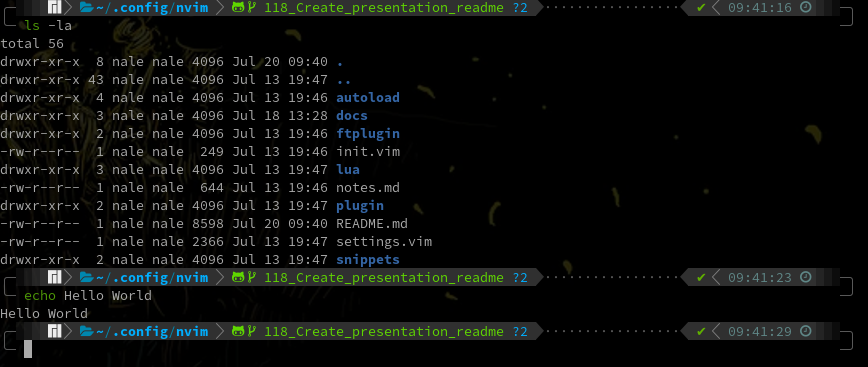 ~/.config/nvim 118_Create_presentation_readme ?2 ✔ 09:41:16
ls -la
total 56
drwxr-xr-x 8 nale nale 4096 Jul 20 09:40 .
drwxr-xr-x 43 nale nale 4096 Jul 13 19:47 ..
drwxr-xr-x 4 nale nale 4096 Jul 13 19:46 autoload
drwxr-xr-x 3 nale nale 4096 Jul 18 13:28 docs
drwxr-xr-x 2 nale nale 4096 Jul 13 19:46 ftplugin
-rw-r--r-- 1 nale nale 249 Jul 13 19:46 init.vim
drwxr-xr-x 3 nale nale 4096 Jul 13 19:47 lua
-rw-r--r-- 1 nale nale 644 Jul 13 19:46 notes.md
drwxr-xr-x 2 nale nale 4096 Jul 13 19:47 plugin
-rw-r--r-- 1 nale nale 8598 Jul 20 09:40 README.md
-rw-r--r-- 1 nale nale 2366 Jul 13 19:47 settings.vim
drwxr-xr-x 2 nale nale 4096 Jul 13 19:47 snippets
~/.config/nvim 118_Create_presentation_readme ?2 ✔ 09:41:23
echo Hello World
Hello World
~/.config/nvim 118_Create_presentation_readme ?2 ✔ 09:41:29